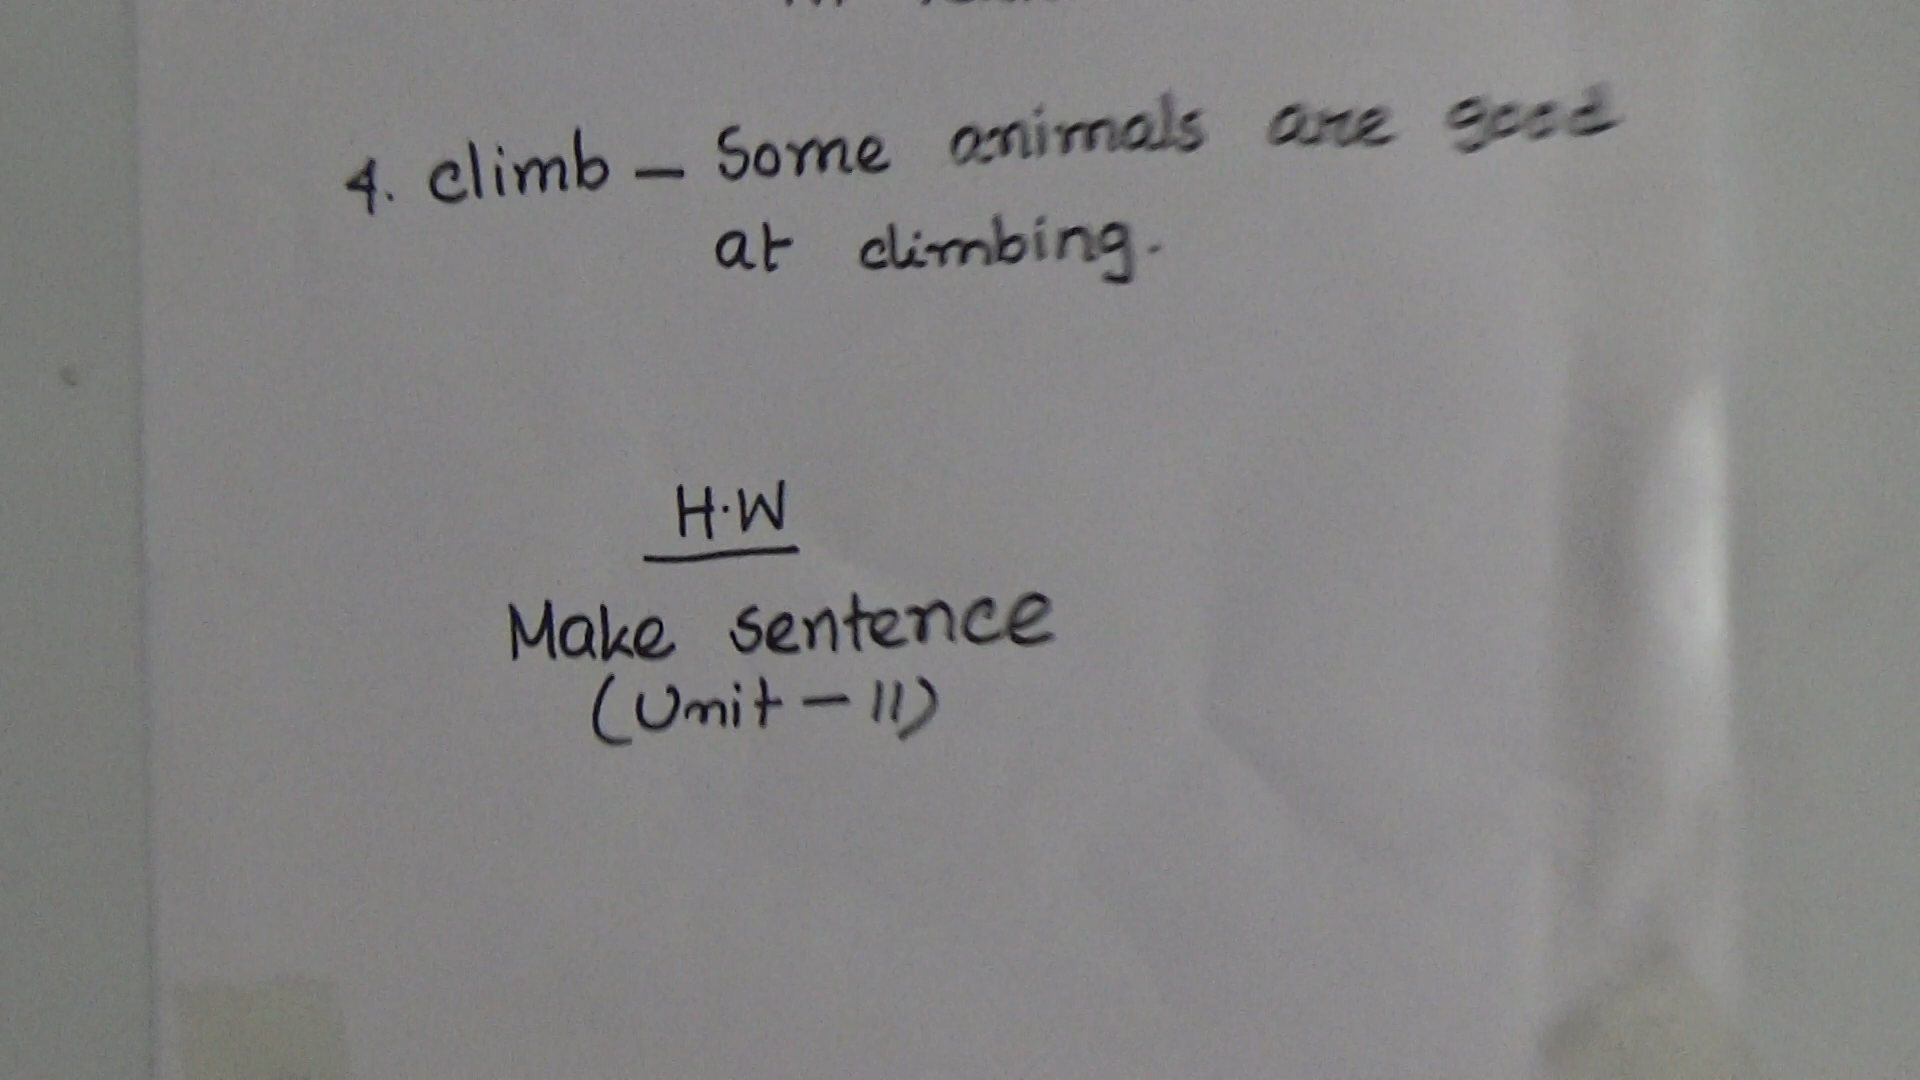 4. climb – Some animals are good
at climbing.
H.W
Make sentence
(Unit – 11)